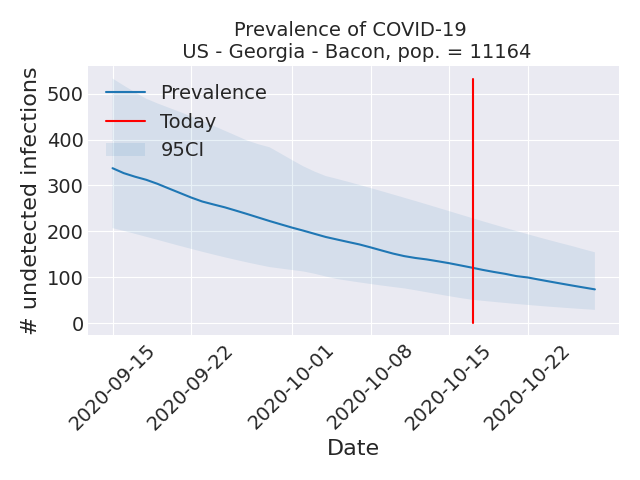 Prevalence of COVID-19
US - Georgia - Bacon, pop. = 11164
# undetected infections
500
400
300
200
100
0
Prevalence
Today
95CI
2020-09-15
2020-09-22
2020-10-01
2020-10-08
2020-10-15
2020-10-22
Date